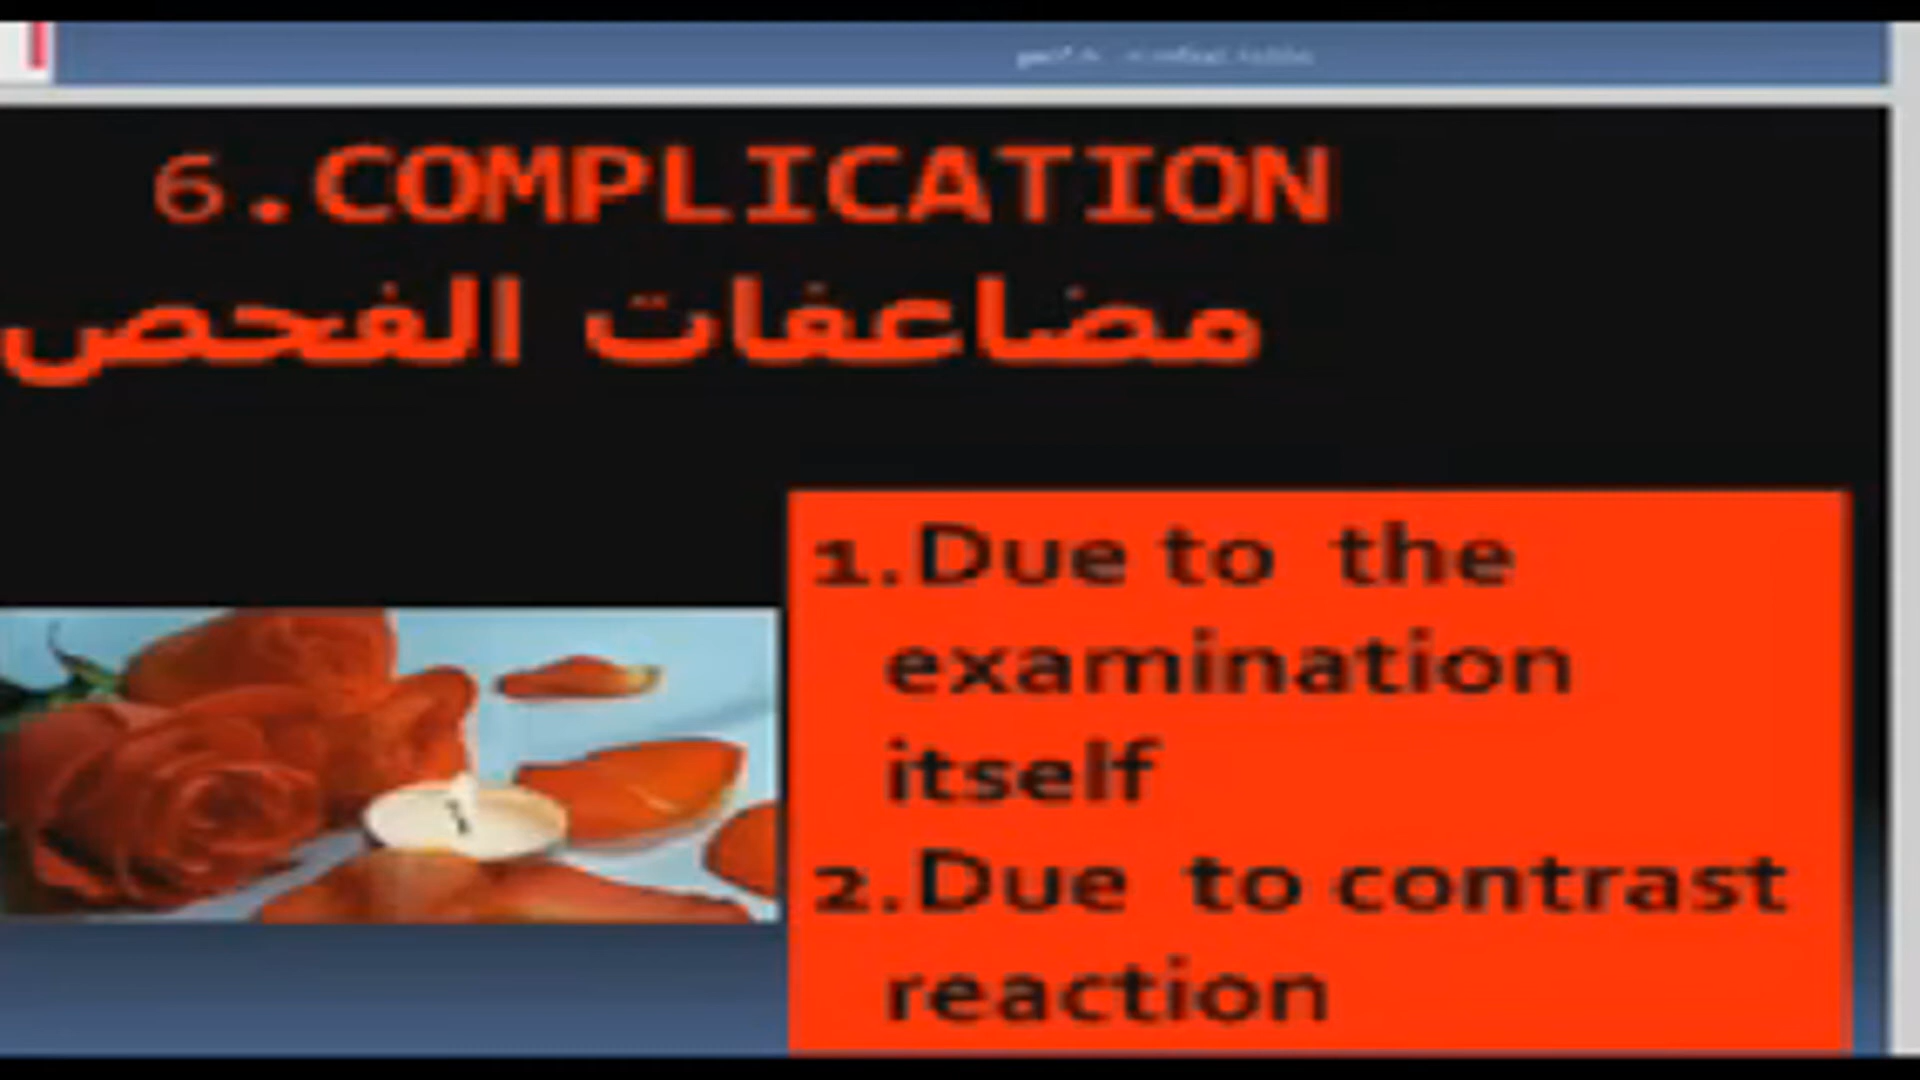 6.COMPLICATION
مضاعفات الفحص
1.Due to the
examination
itself
2.Due to contrast
reaction